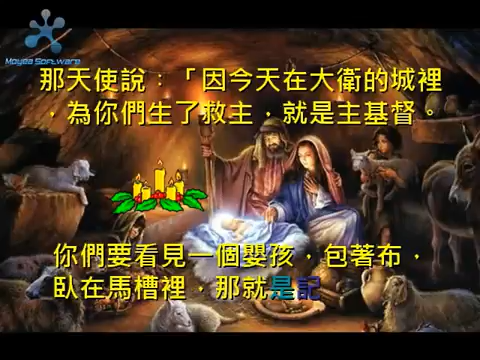 Moyea Software
那天使說：「因今天在大衛的城裡
，為你們生了救主，就是主基督。
你們要看見一個嬰孩，包著布，
臥在馬槽裡，那就是記